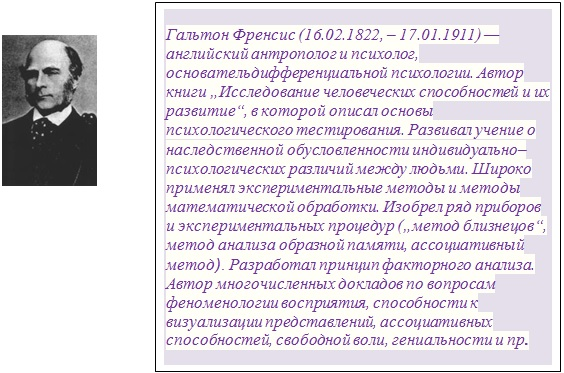 Гальтон Френсис (16.02.1822, – 17.01.1911) —
английский антрополог и психолог,
основательдифференциальной психологии. Автор
книги ,,Исследование человеческих способностей и их
развитие“, в которой описал основы
психологического тестирования. Развивал учение о
наследственной обусловленности индивидуально–
психологических различий между людьми. Широко
применял экспериментальные методы и методы
математической обработки. Изобрел ряд приборов
и экспериментальных процедур (,,метод близнецов“,
метод анализа образной памяти, ассоциативный
метод). Разработал принцип факторного анализа.
Автор многочисленных докладов по вопросам
феноменологии восприятия, способности к
визуализации представлений, ассоциативных
способностей, свободной воли, гениальности и пр.